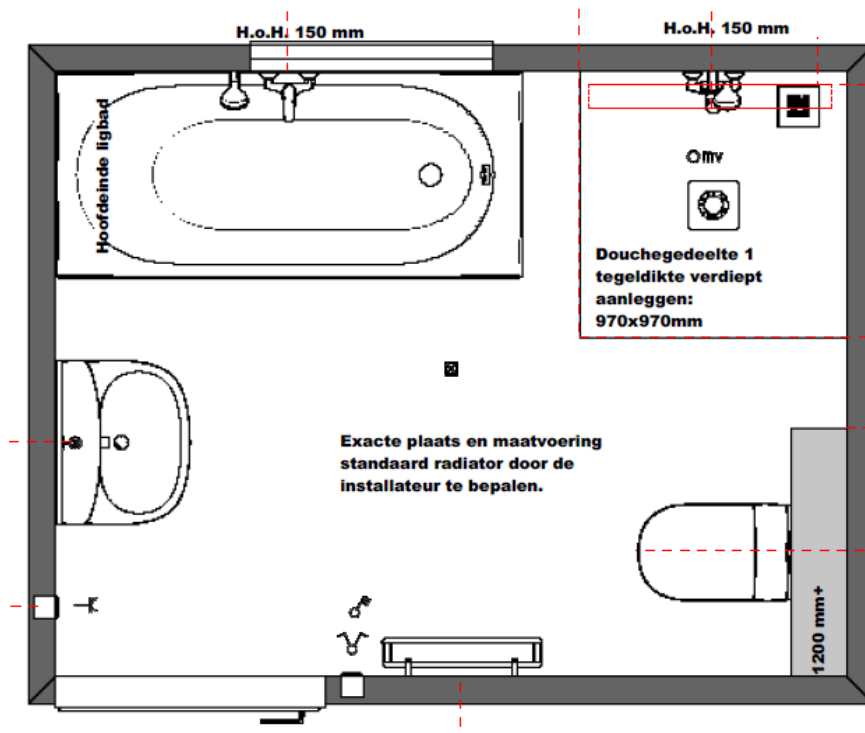 H.o.H. 150 mm
H.o.H. 150 mm
Hoofdeinde ligbad
mv
Douchegedeelte 1
tegeldikte verdiept
aanleggen:
970x970mm
Exacte plaats en maatvoering
standaard radiator door de
installateur te bepalen.
1200 mm+